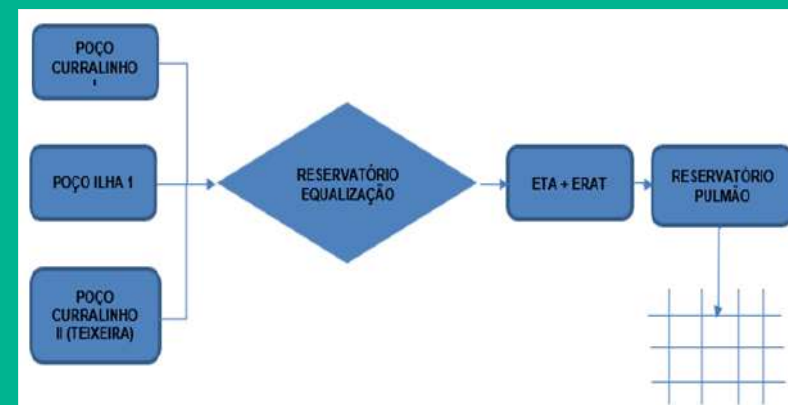 POÇO
CURRALINHO
I
POÇO ILHA 1
POÇO
CURRALINHO
II (TEIXEIRA)
RESERVATÓRIO
EQUALIZAÇÃO
ETA + ERAT
RESERVATÓRIO
PULMÃO